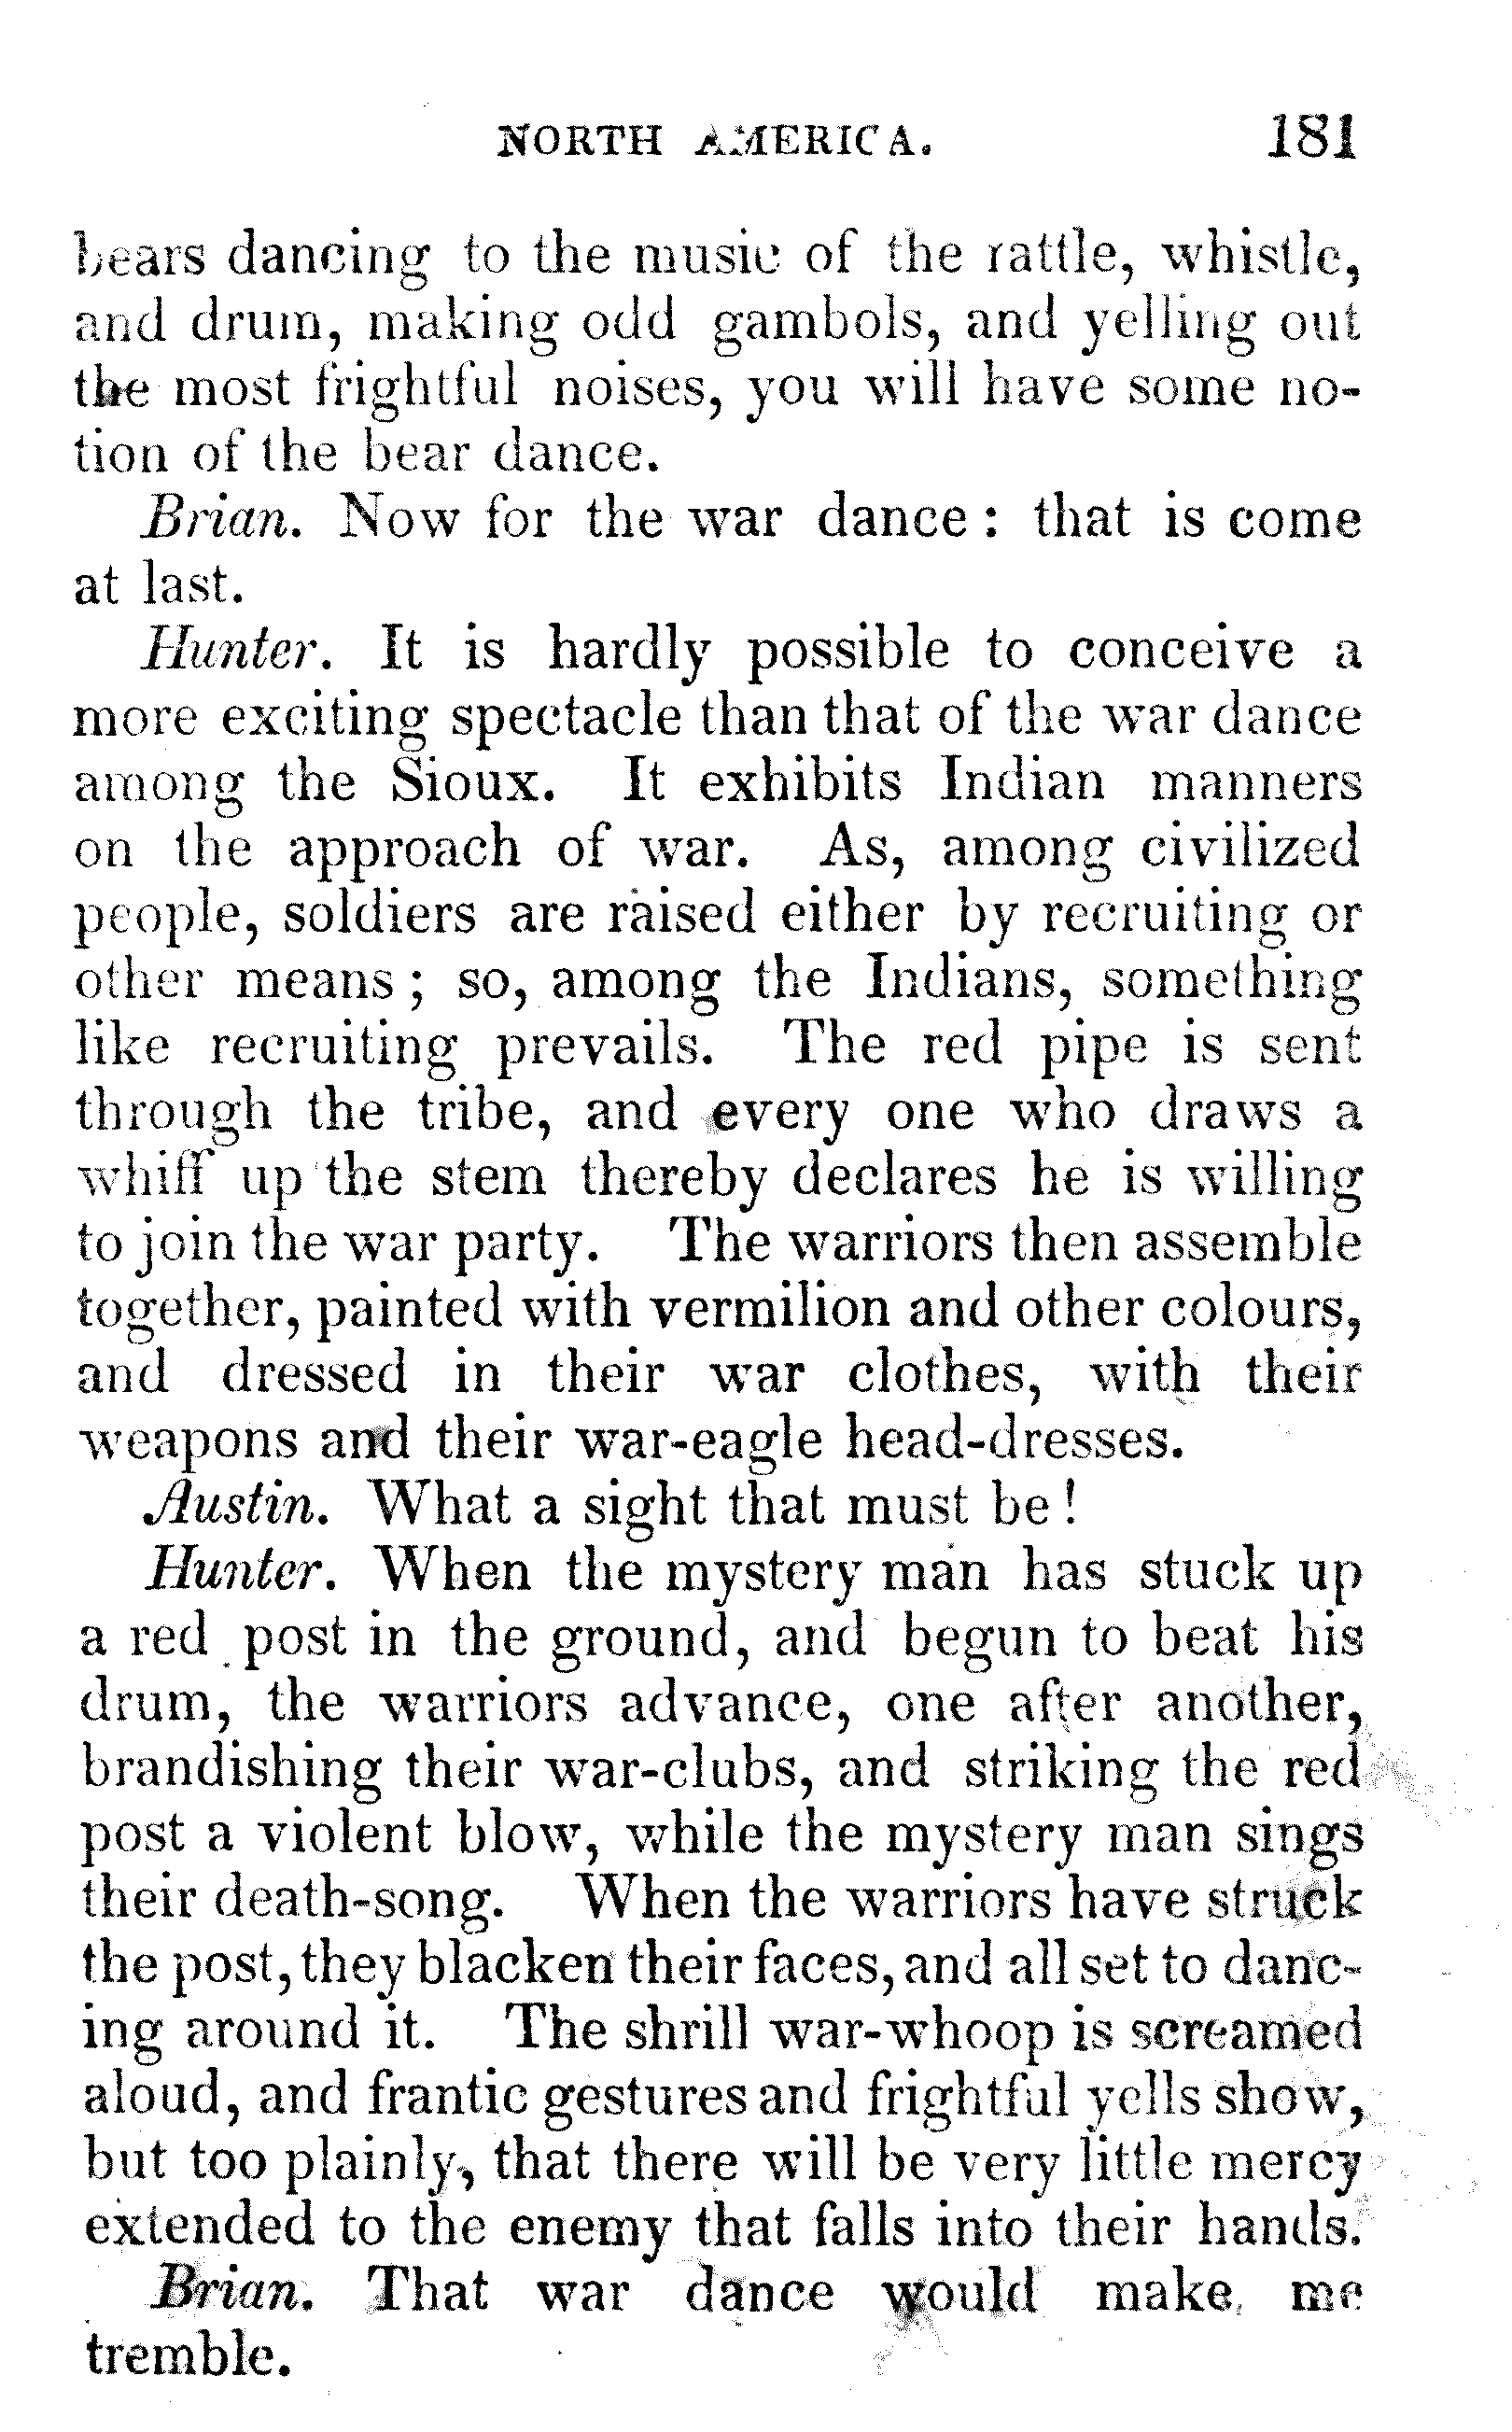 NORTH AMERICA. 181
bears dancing to the music of the rattle, whistle,
and drum, making odd gambols, and yelling out
the most frightful noises, you will have some no-
tion of the bear dance.
Brian. Now for the war dance: that is come
at last.
Hunter. It is hardly possible to conceive a
more exciting spectacle than that of the war dance
among the Sioux. It exhibits Indian manners
on the approach of war. As, among civilized
people, soldiers are raised either by recruiting or
other means; so, among the Indians, something
like recruiting prevails. The red pipe is sent
through the tribe, and every one who draws a
whiff up the stem thereby declares he is willing
to join the war party. The warriors then assemble
together, painted with vermilion and other colours,
and dressed in their war clothes, with their
weapons and their war-eagle head-dresses.
Austin. What a sight that must be!
Hunter. When the mystery man has stuck up
a red post in the ground, and begun to beat his
drum, the warriors advance, one after another,
brandishing their war-clubs, and striking the red
post a violent blow, while the mystery man sings
their death-song. When the warriors have struck
the post, they blacken their faces, and all set to danc-
ing around it. The shrill war-whoop is screamed
aloud, and frantic gestures and frightful yells show,
but too plainly, that there will be very little mercy
extended to the enemy that falls into their hands.
Brian. That war dance would make me
tremble.